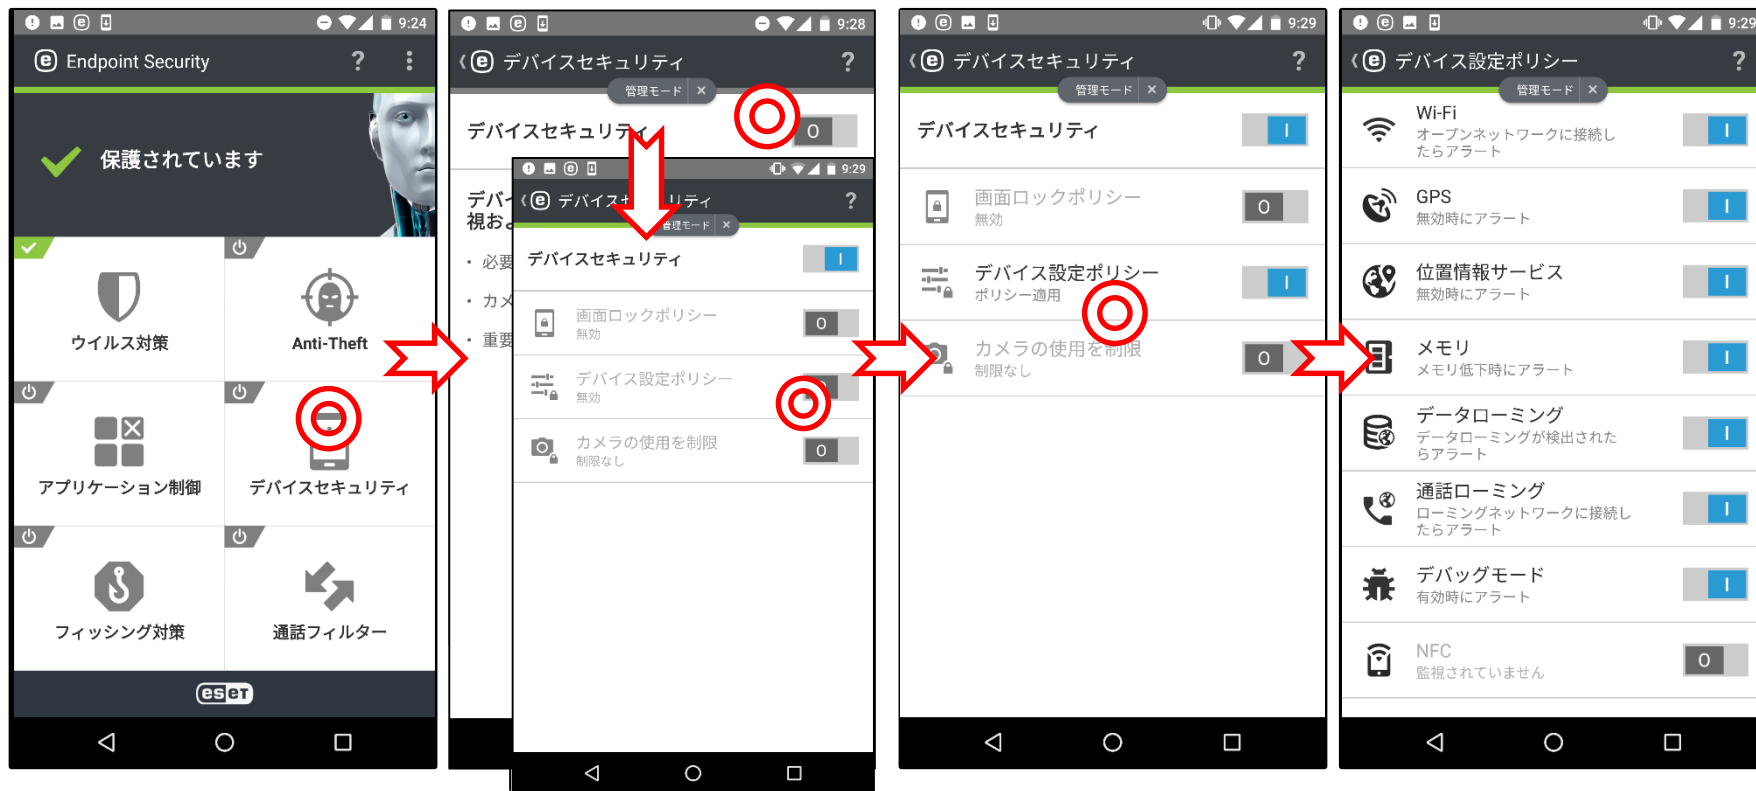 9:24
Endpoint Security
?
保護されています
ウイルス対策
Anti-Theft
アプリケーション制御
デバイスセキュリティ
フィッシング対策
通話フィルター
eset
9:28
デバイスセキュリティ
?
管理モード ×
デバイスセキュリティ
O
デバイ
視およ
・ 必要
・ カメ
・ 重要
9:29
デバイスセ リティ
?
管理モード ×
デバイスセキュリティ
I
画面ロックポリシー
O
無効
デバイス設定ポリシー
無効
カメラの使用を制限
O
制限なし
9:29
デバイスセキュリティ
?
管理モード ×
デバイスセキュリティ
I
画面ロックポリシー
O
無効
デバイス設定ポリシー
I
ポリシー適用
カメラの使用を制限
O
制限なし
9:29
デバイス設定ポリシー
?
管理モード ×
Wi-Fi
I
オープンネットワークに接続し
たらアラート
GPS
I
無効時にアラート
位置情報サービス
I
無効時にアラート
メモリ
I
メモリ低下時にアラート
データローミング
I
データローミングが検出された
らアラート
通話ローミング
I
ローミングネットワークに接続し
たらアラート
デバッグモード
I
有効時にアラート
NFC
O
監視されていません